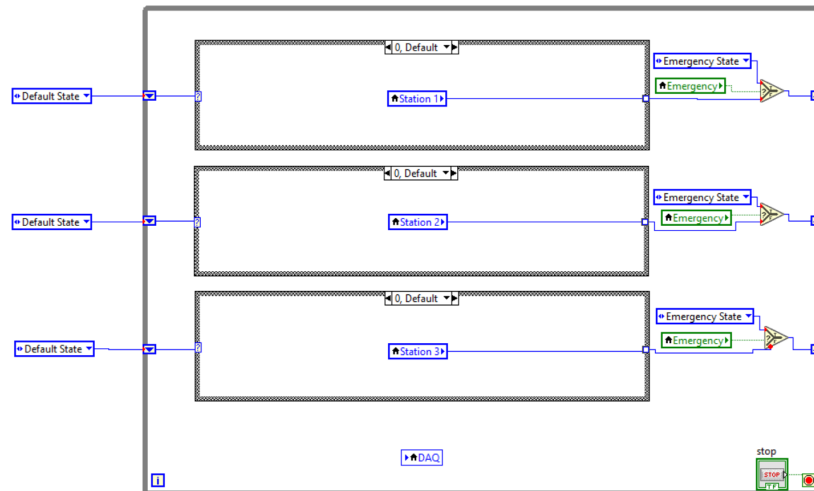 0, Default
Emergency State
Default State
Station 1
Emergency
?
0, Default
Emergency State
Default State
Station 2
Emergency
?
0, Default
Emergency State
Default State
Station 3
Emergency
?
DAQ
stop
STOP
TF
i